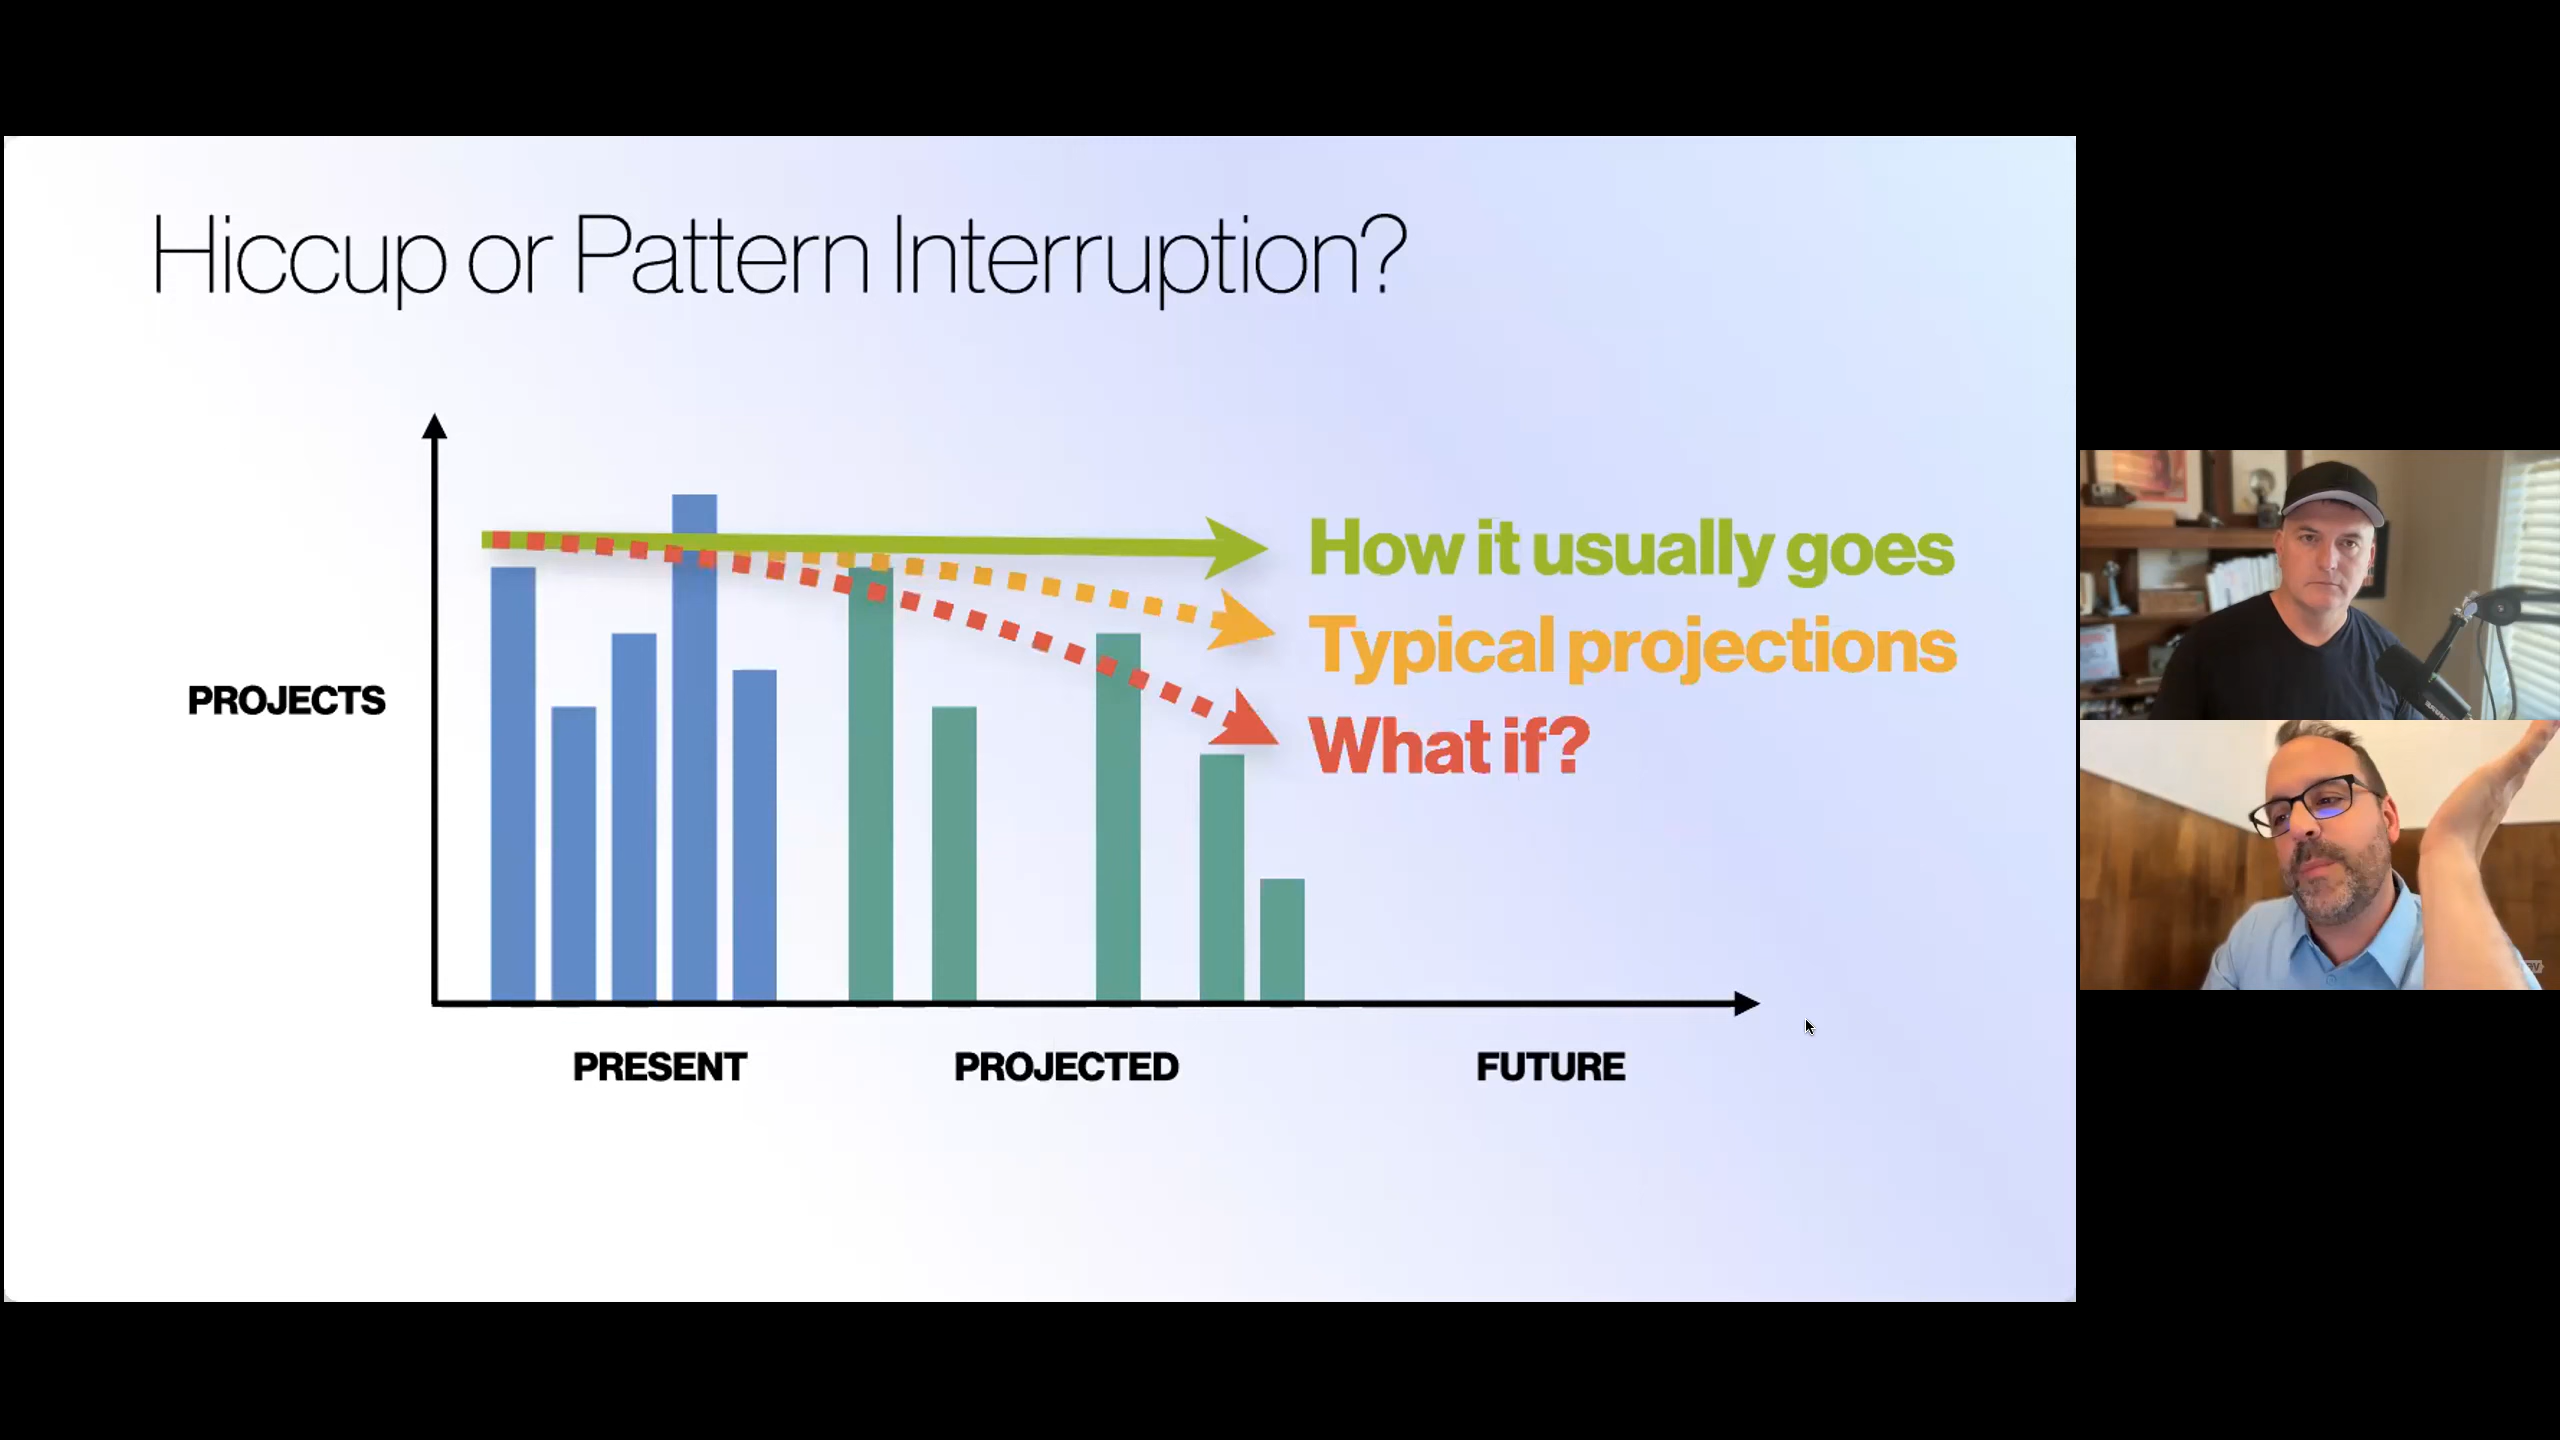 Hiccup or Pattern Interruption?
How it usually goes
Typical projections
What if?
PROJECTS
PRESENT
PROJECTED
FUTURE